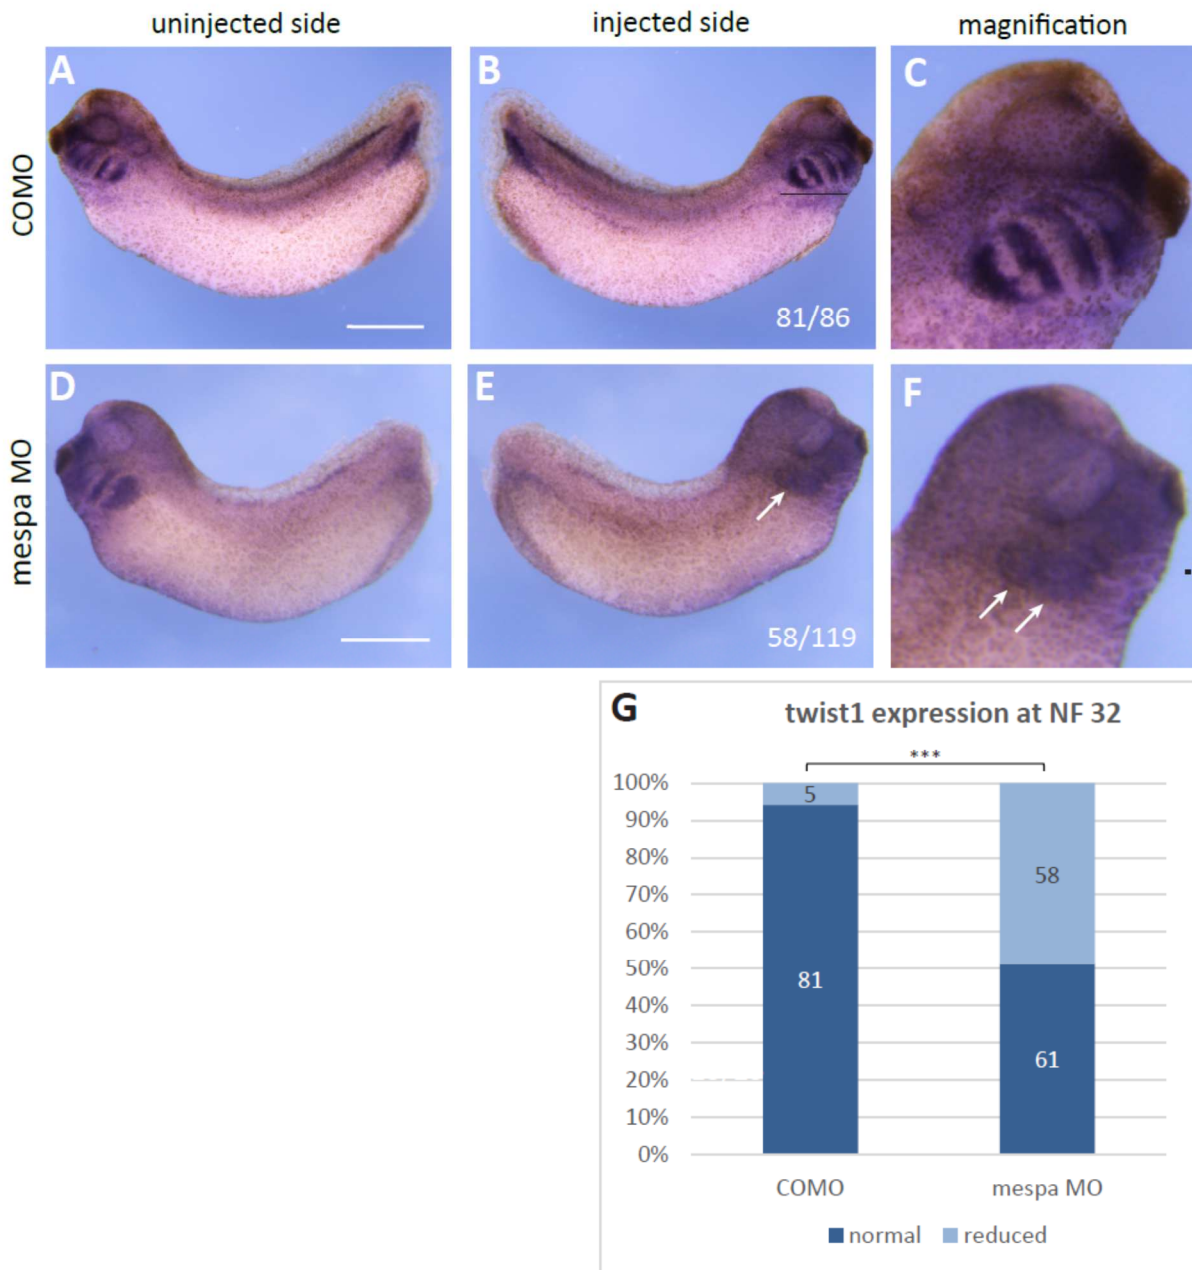 uninjected side
injected side
magnification
COMO
A
B
C
81/86
mespa MO
D
E
F
58/119
G
twist1 expression at NF 32
***
100%
90%
80%
70%
60%
50%
40%
30%
20%
10%
0%
5
81
58
61
COMO
mespa MO
normal
reduced